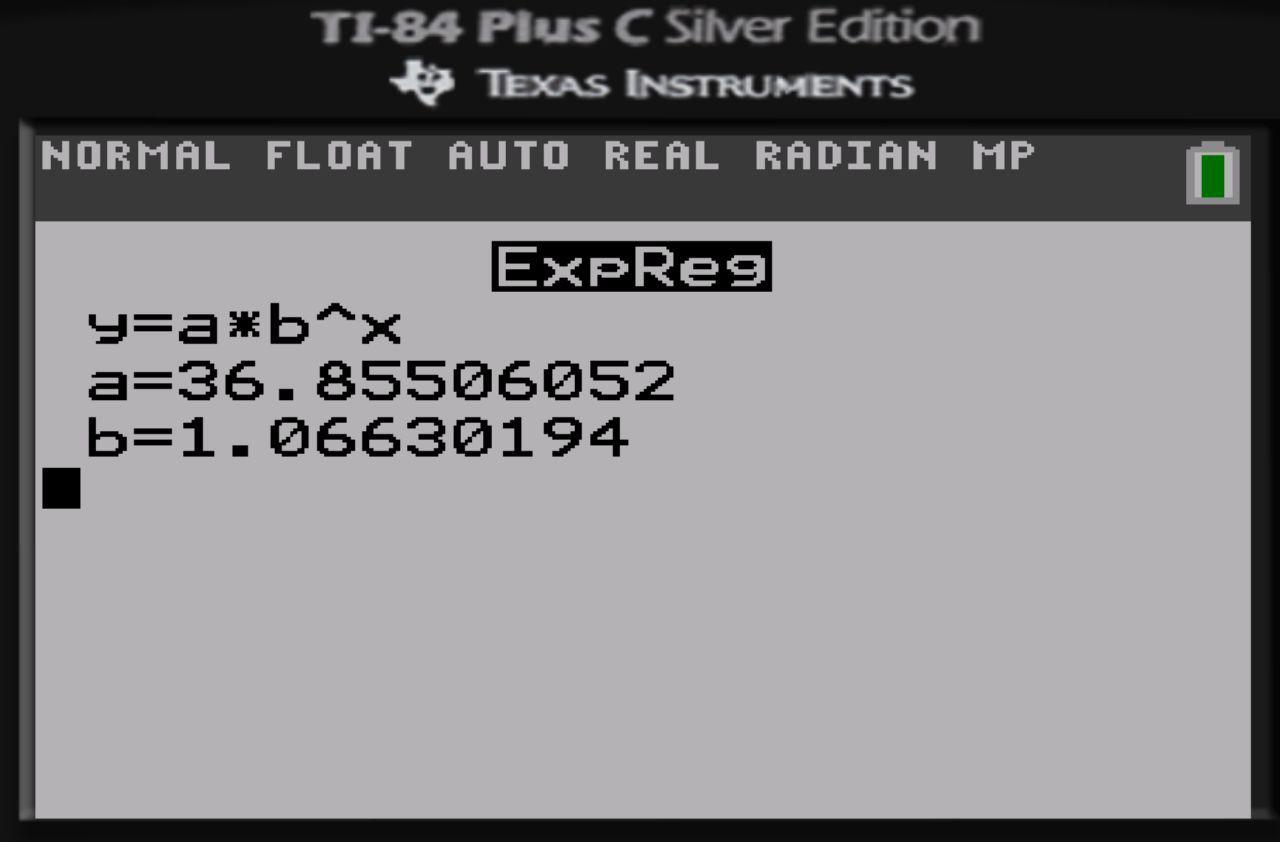 TI-84 Plus C Silver Edition
TEXAS INSTRUMENTS
NORMAL FLOAT AUTO REAL RADIAN MP
ExpReg
y=a*b^x
a=36.85506052
b=1.06630194